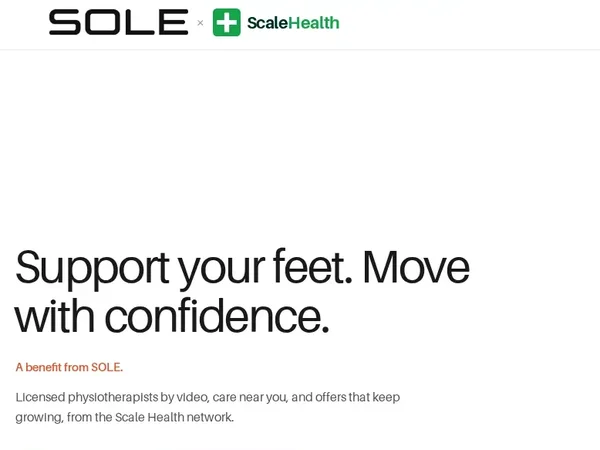 SOLE × ScaleHealth
Support your feet. Move
with confidence.
A benefit from SOLE.
Licensed physiotherapists by video, care near you, and offers that keep
growing, from the Scale Health network.